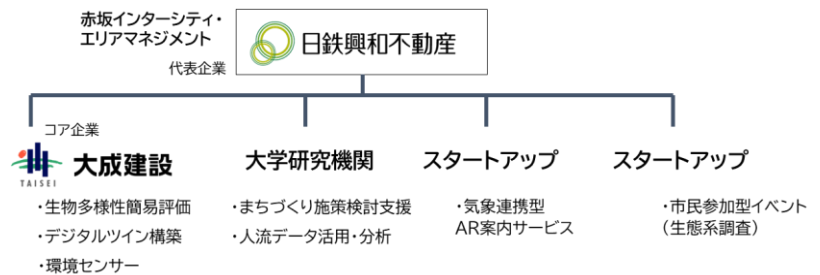 赤坂インターシティ・
エリアマネジメント
代表企業
日鉄興和不動産
コア企業
TAISEI
大成建設
・生物多様性簡易評価
・デジタルツイン構築
・環境センサー
大学研究機関
・まちづくり施策検討支援
・人流データ活用・分析
スタートアップ
・気象連携型
AR案内サービス
スタートアップ
・市民参加型イベント
（生態系調査）